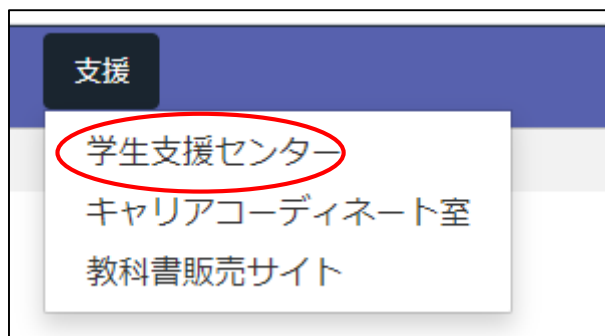 支援
学生支援センター
キャリアコーディネート室
教科書販売サイト